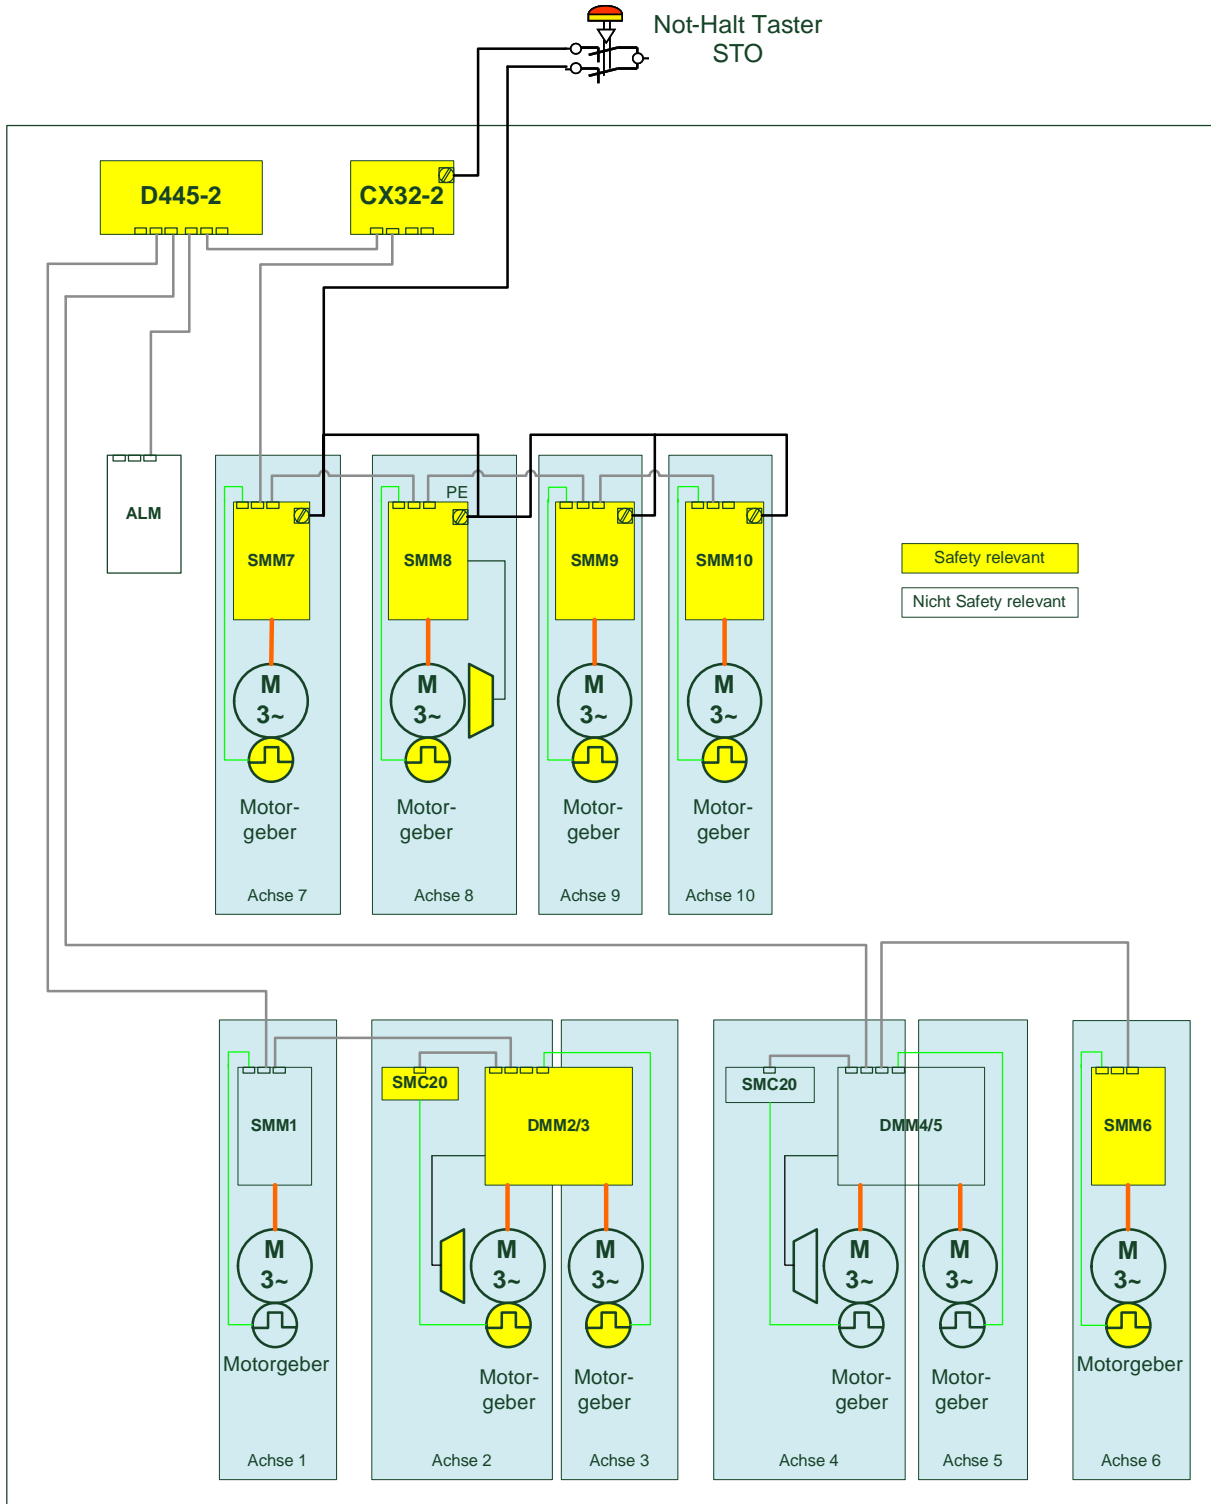 Not-Halt Taster
STO
D445-2
CX32-2
ALM
PE
SMM7
SMM8
SMM9
SMM10
Safety relevant
Nicht Safety relevant
M
3~
M
3~
M
3~
M
3~
Motor-
geber
Motor-
geber
Motor-
geber
Motor-
geber
Achse 7
Achse 8
Achse 9
Achse 10
SMC20
SMC20
SMM1
DMM2/3
DMM4/5
SMM6
M
3~
M
3~
M
3~
M
3~
M
3~
M
3~
Motorgeber
Motor-
geber
Motor-
geber
Motor-
geber
Motor-
geber
Motorgeber
Achse 1
Achse 2
Achse 3
Achse 4
Achse 5
Achse 6